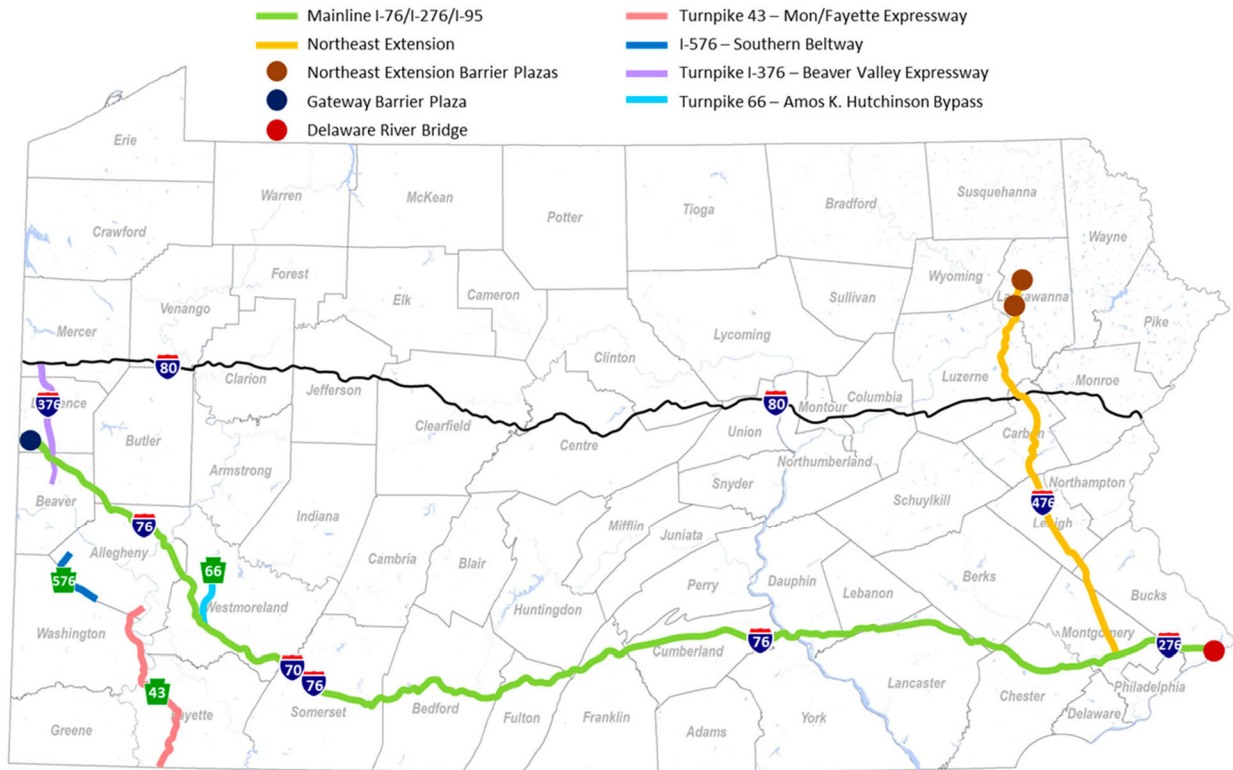 Mainline I-76/I-276/I-95
Northeast Extension
Northeast Extension Barrier Plazas
Gateway Barrier Plaza
Delaware River Bridge
Turnpike 43 – Mon/Fayette Expressway
I-576 – Southern Beltway
Turnpike I-376 – Beaver Valley Expressway
Turnpike 66 – Amos K. Hutchinson Bypass
Erie
Warren
McKean
Potter
Tioga
Bradford
Susquehanna
Wayne
Crawford
Forest
Elk
Cameron
Wyoming
Lackawanna
Sullivan
Venango
Mercer
Lycoming
Pike
Clinton
80
Clarion
Jefferson
Luzerne
Monroe
376
Lawrence
80
Montour
Columbia
Butler
Clearfield
Centre
Union
Carbon
Northumberland
Armstrong
Snyder
Northampton
Beaver
Schuylkill
476
Lehigh
76
Indiana
Mifflin
Juniata
Allegheny
Cambria
Blair
66
576
Perry
Dauphin
Lebanon
Berks
Bucks
Westmoreland
Huntingdon
Washington
Montgomery
76
276
Cumberland
70
76
Philadelphia
43
Fayette
Somerset
Bedford
Fulton
Franklin
Adams
York
Lancaster
Chester
Delaware
Greene